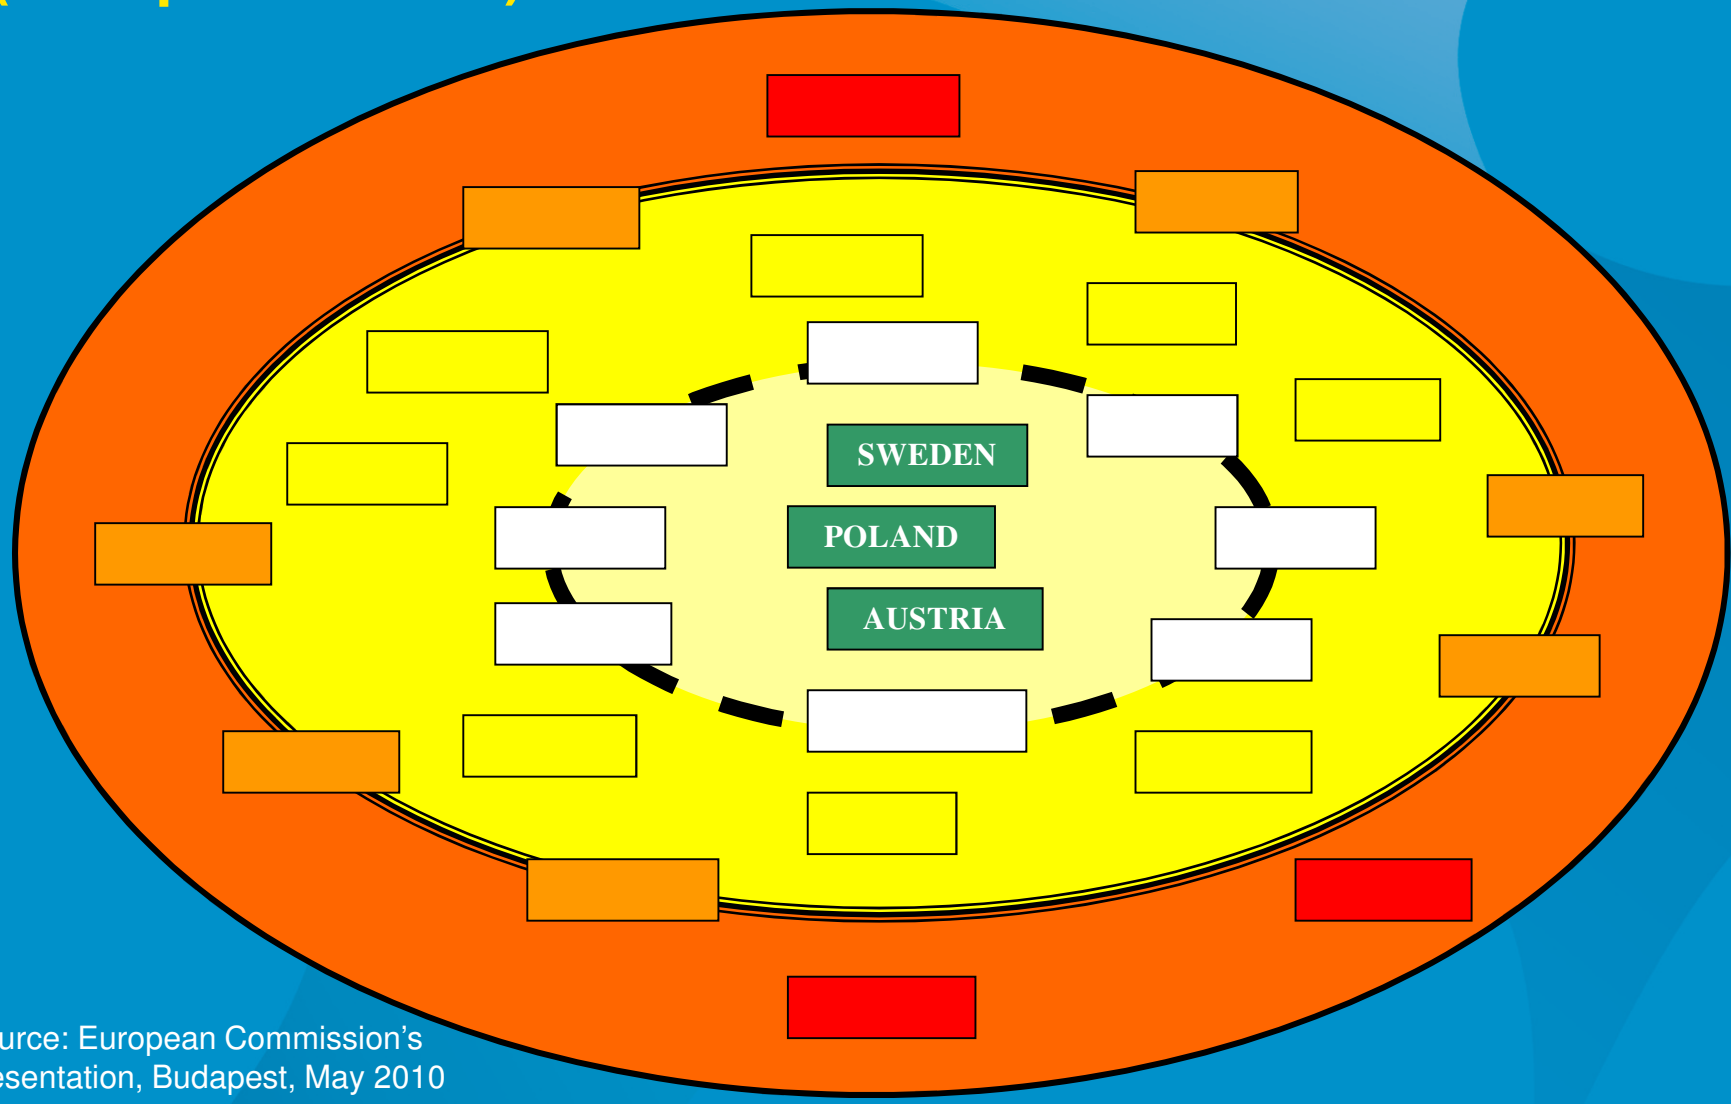 SWEDEN
POLAND
AUSTRIA
urce: European Commission’s
esentation, Budapest, May 2010